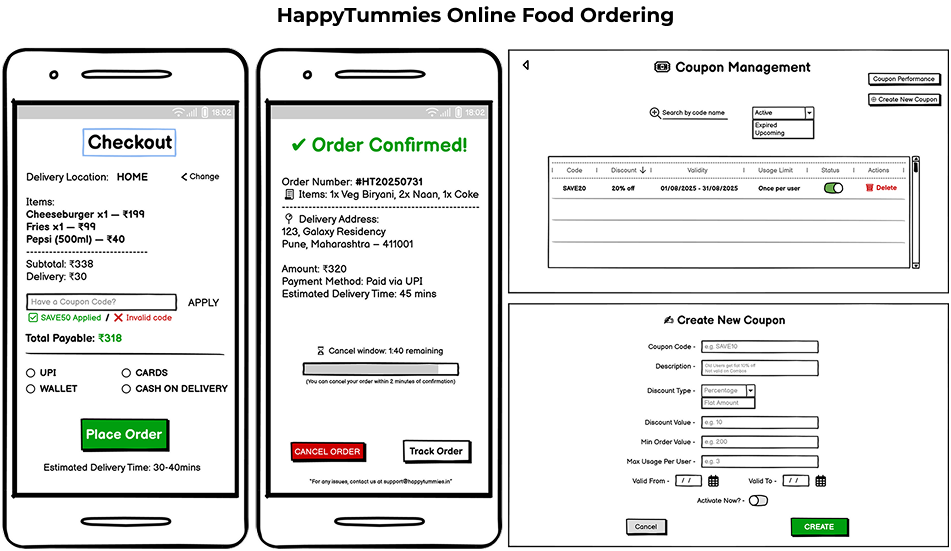 HappyTummies Online Food Ordering
18:02
Checkout
Delivery Location: HOME < Change
Items:
Cheeseburger x1 — ₹199
Fries x1 — ₹99
Pepsi (500ml) — ₹40
Subtotal: ₹338
Delivery: ₹30
Have a Coupon Code? APPLY
SAVE50 Applied / Invalid code
Total Payable: ₹318
UPI CARDS
WALLET CASH ON DELIVERY
Place Order
Estimated Delivery Time: 30-40mins
18:02
✔ Order Confirmed!
Order Number: #HT20250731
Items: 1x Veg Biryani, 2x Naan, 1x Coke
Delivery Address:
123, Galaxy Residency
Pune, Maharashtra – 411001
Amount: ₹320
Payment Method: Paid via UPI
Estimated Delivery Time: 45 mins
Cancel window: 1:40 remaining
(You can cancel your order within 2 minutes of confirmation)
CANCEL ORDER Track Order
"For any issues, contact us at support@happytummies.in"
Coupon Management
Coupon Performance
Create New Coupon
Search by code name Active
Expired
Upcoming
Code Discount ↓ Validity Usage Limit Status Actions
SAVE20 20% off 01/08/2025 - 31/08/2025 Once per user Delete
Create New Coupon
Coupon Code - e.g. SAVE10
Description - Old Users get flat 10% off
Not valid on Combos
Discount Type - Percentage
Flat Amount
Discount Value - e.g. 10
Min Order Value - e.g. 200
Max Usage Per User - e.g. 3
Valid From - / / Valid To - / /
Activate Now? -
Cancel CREATE